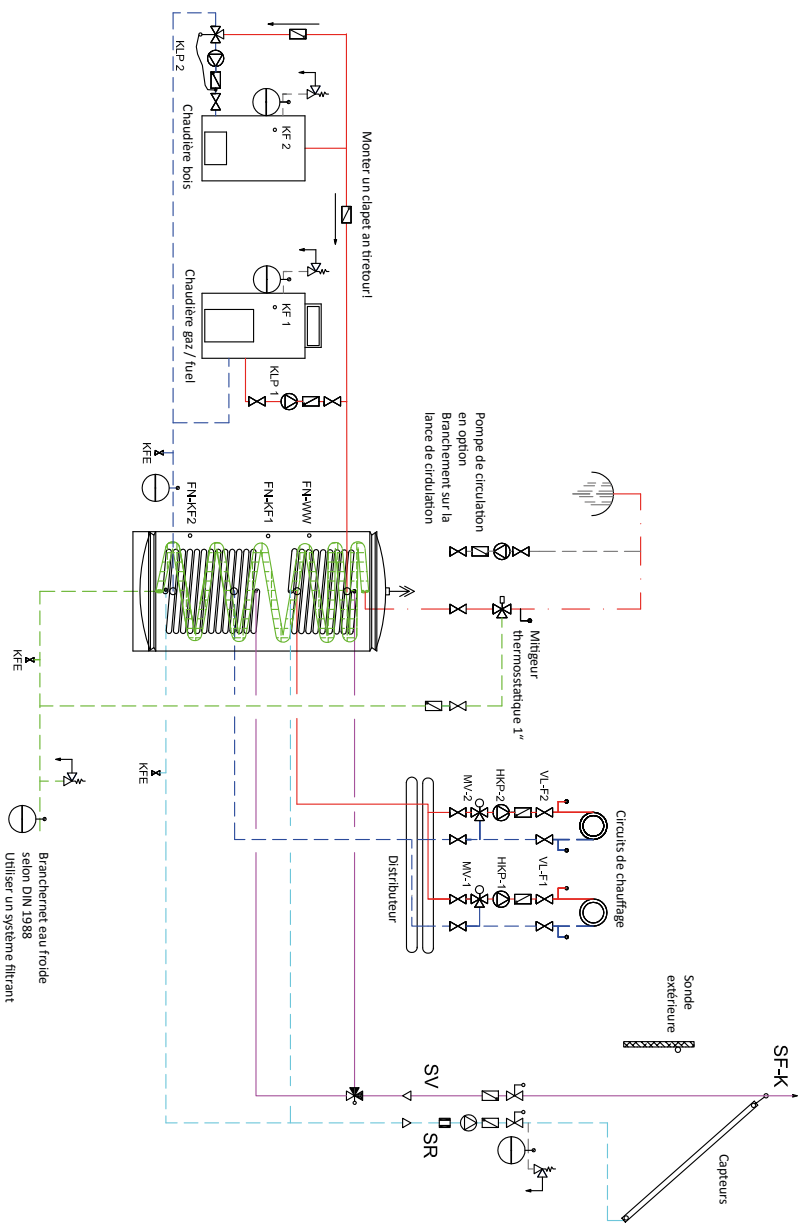 Monter un clapet an tiretour!
KLP 2
KF 2
Chaudière bois
KF 1
Chaudière gaz / fuel
KLP 1
Pompe de circulation
en option
Branchement sur la
lance de cirdulation
Mitigeur
thermosstatique 1“
KFE
FN-KF2
FN-KF1
FN-WW
KFE
KFE
Branchernet eau froide
selon DIN 1988
Utiliser un système filtrant
Circuits de chauffage
VL-F2
HKP-2
MV-2
VL-F1
HKP-1
MV-1
Distributeur
Sonde
extérieure
SF-K
Capteurs
SV
SR